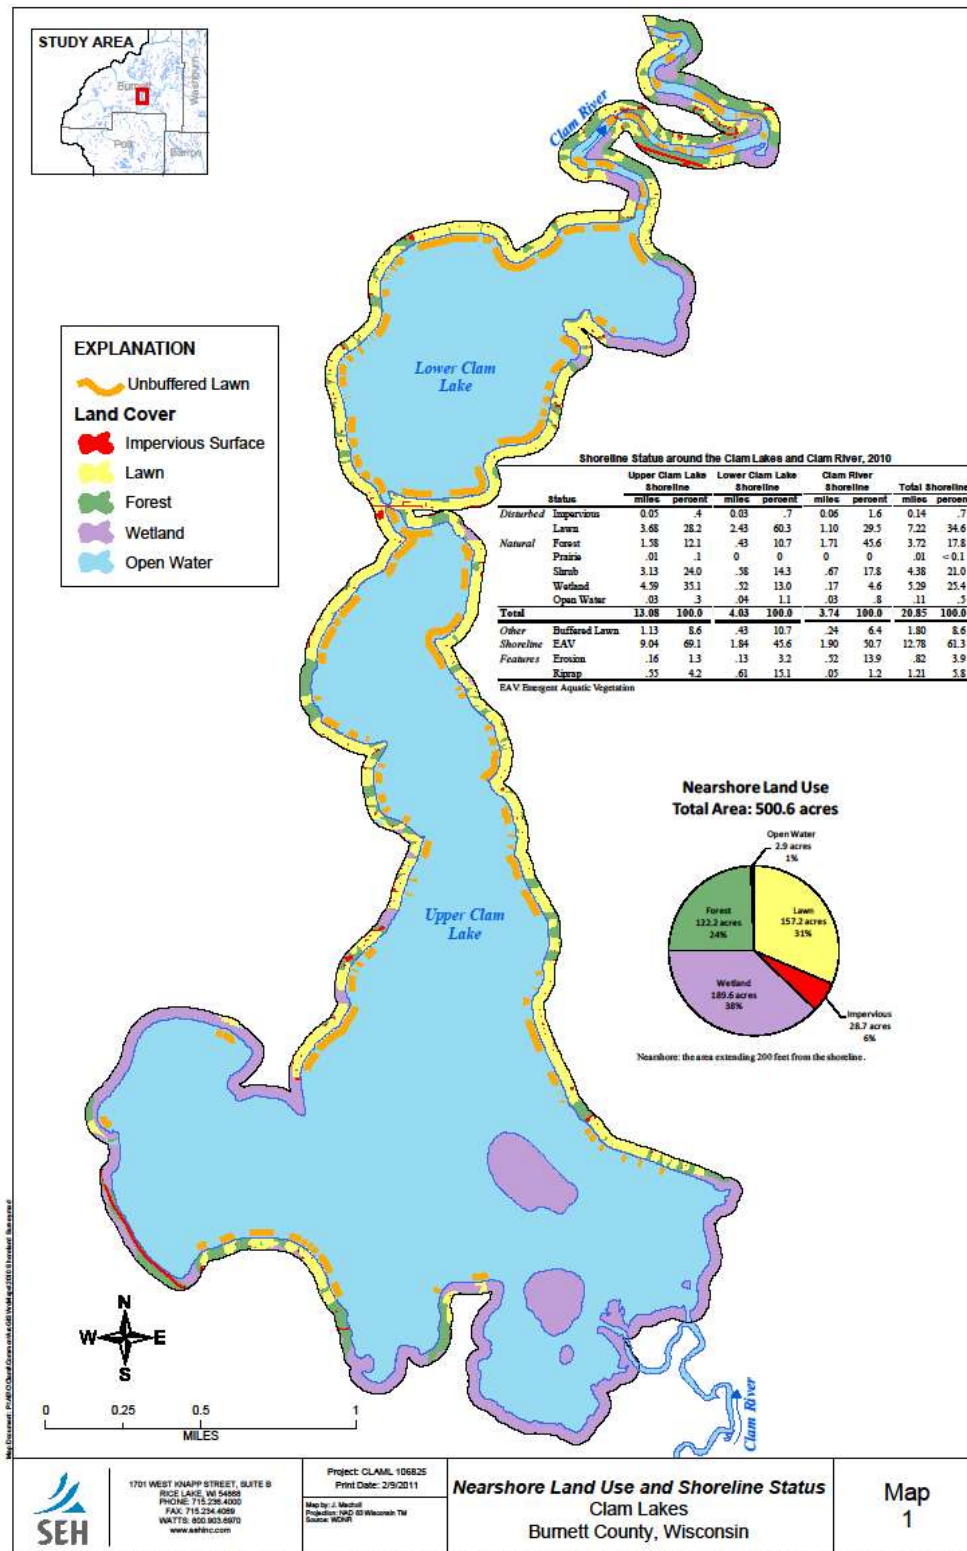 STUDY AREA
Burnett
Washburn
Polk
Barron
Clam River
Lower Clam
Lake
EXPLANATION
Unbuffered Lawn
Land Cover
Impervious Surface
Lawn
Forest
Wetland
Open Water
Shoreline Status around the Clam Lakes and Clam River, 2010
Upper Clam Lake Shoreline Lower Clam Lake Shoreline Clam River Shoreline Total Shoreline
Status miles percent miles percent miles percent miles percent
Disturbed Impervious 0.05 .4 0.03 .7 0.06 1.6 0.14 .7
Lawn 3.68 28.2 2.43 60.3 1.10 29.5 7.22 34.6
Natural Forest 1.58 12.1 .43 10.7 1.71 45.6 3.72 17.8
Prairie .01 .1 0 0 0 0 .01 <0.1
Shrub 3.13 24.0 .58 14.3 .67 17.8 4.38 21.0
Wetland 4.59 35.1 .52 13.0 .17 4.6 5.29 25.4
Open Water .03 .3 .04 1.1 .03 .8 .11 .5
Total 13.08 100.0 4.03 100.0 3.74 100.0 20.85 100.0
Other Buffered Lawn 1.13 8.6 .43 10.7 .24 6.4 1.80 8.6
Shoreline EAV 9.04 69.1 1.84 45.6 1.90 50.7 12.78 61.3
Features Erosion .16 1.3 .13 3.2 .52 13.9 .82 3.9
Riprap .55 4.2 .61 15.1 .05 1.2 1.21 5.8
EAV: Emergent Aquatic Vegetation
Nearshore Land Use
Total Area: 500.6 acres
Open Water
2.9 acres
1%
Forest
122.2 acres
24%
Lawn
157.2 acres
31%
Wetland
189.6 acres
38%
Impervious
28.7 acres
6%
Nearshore: the area extending 200 feet from the shoreline.
Upper Clam
Lake
N
W E
S
0 0.25 0.5 1
MILES
Clam River
SEH
1701 WEST KNAPP STREET, SUITE B
RICE LAKE, WI 54868
PHONE: 715.236.4000
FAX: 715.234.4069
WATTS: 800.903.6970
www.sehinc.com
Project: CLAML 106825
Print Date: 2/9/2011
Map by: J. Macholl
Projection: NAD 83 Wisconsin TM
Source: WDNR
Nearshore Land Use and Shoreline Status
Clam Lakes
Burnett County, Wisconsin
Map
1